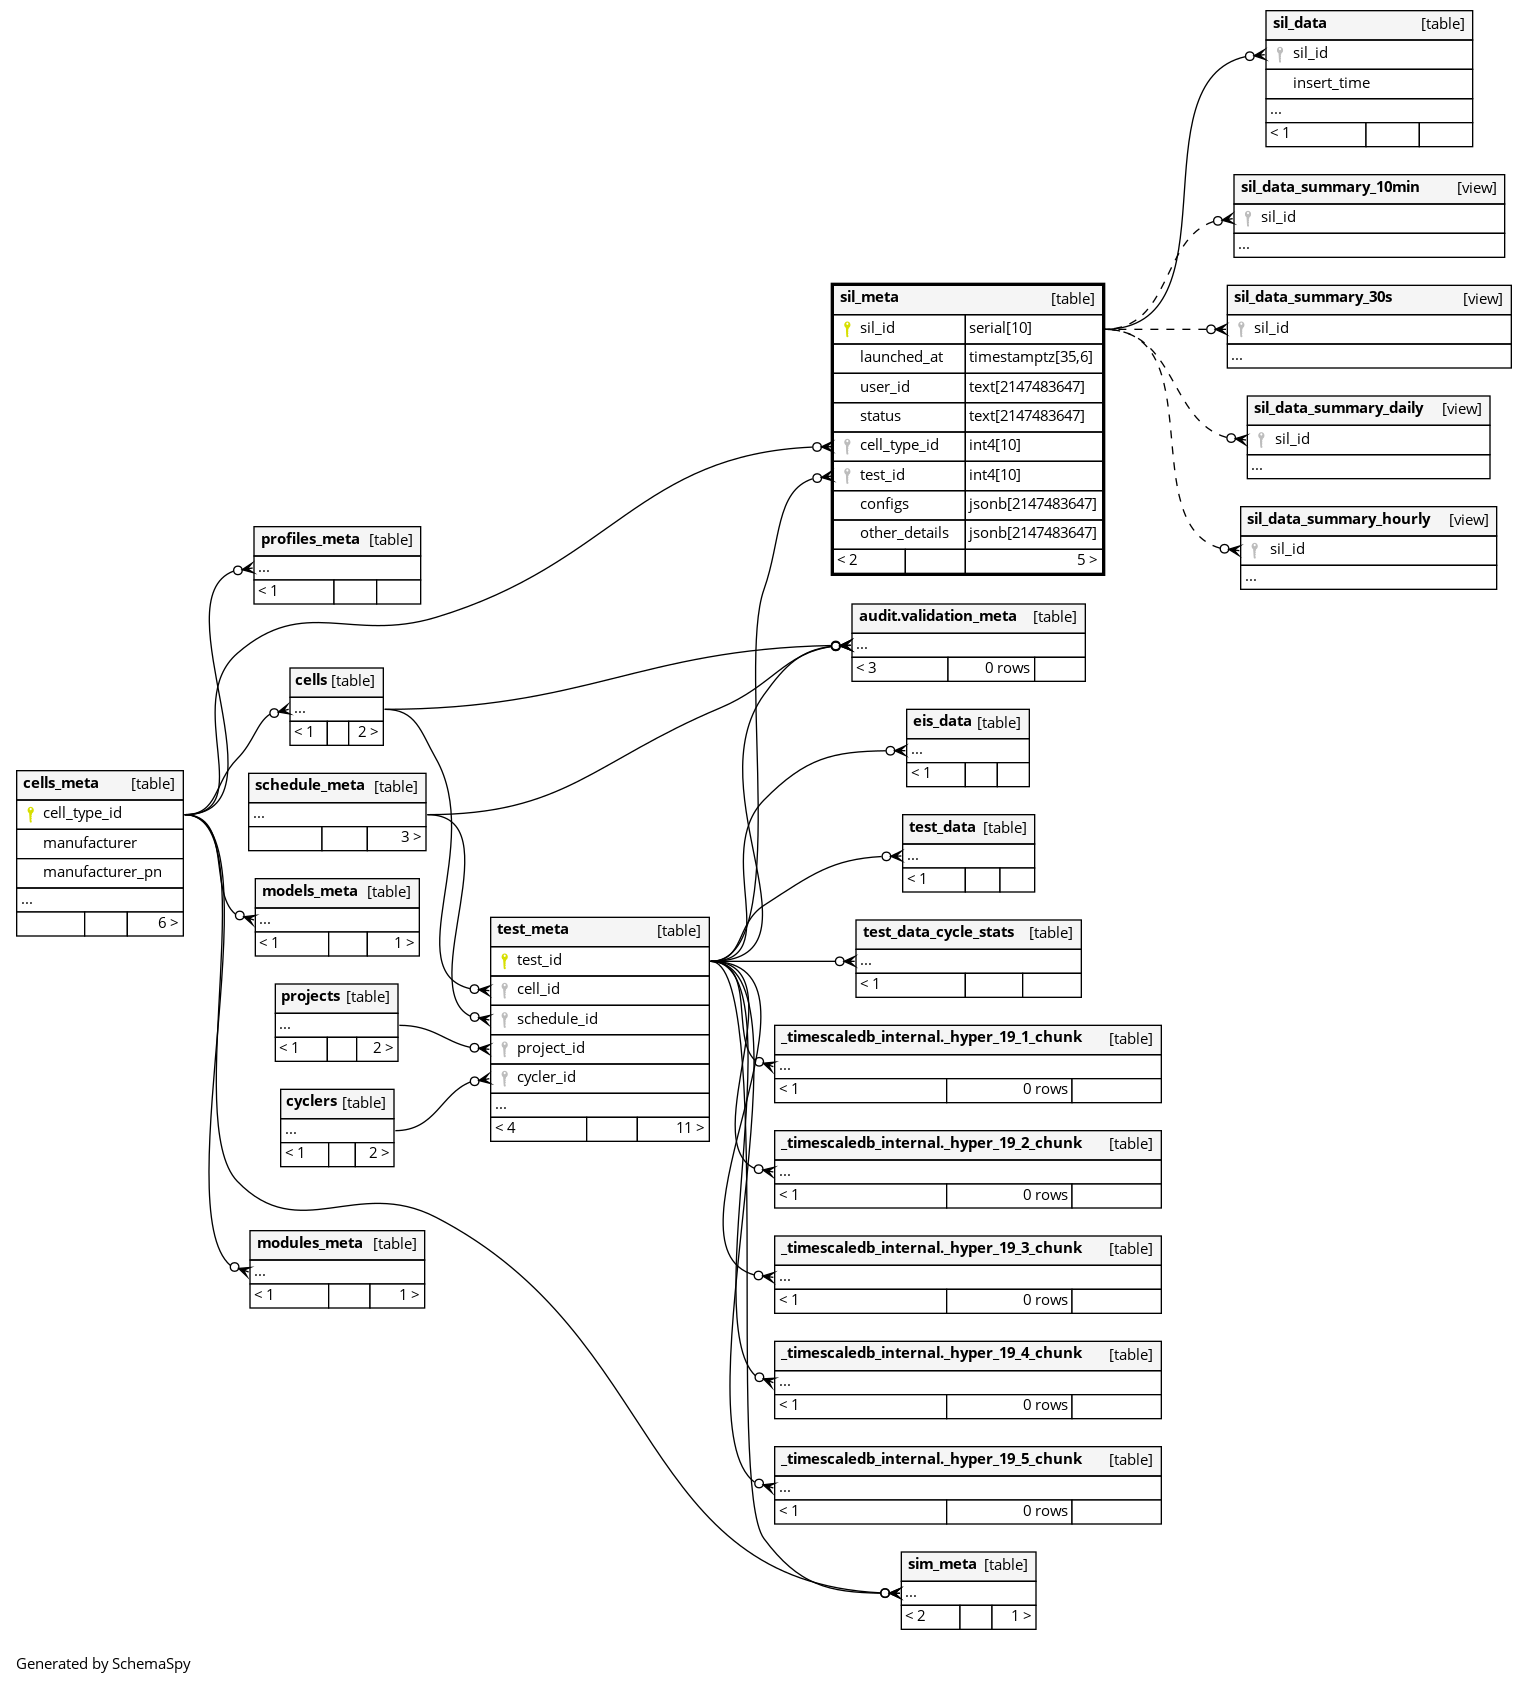 sil_data [table]
sil_id
insert_time
...
< 1
sil_data_summary_10min [view]
sil_id
...
sil_data_summary_30s [view]
sil_id
...
sil_data_summary_daily [view]
sil_id
...
sil_data_summary_hourly [view]
sil_id
...
sil_meta [table]
sil_id serial[10]
launched_at timestamptz[35,6]
user_id text[2147483647]
status text[2147483647]
cell_type_id int4[10]
test_id int4[10]
configs jsonb[2147483647]
other_details jsonb[2147483647]
< 2 5 >
profiles_meta [table]
...
< 1
audit.validation_meta [table]
...
< 3 0 rows
cells [table]
...
< 1 2 >
eis_data [table]
...
< 1
cells_meta [table]
cell_type_id
manufacturer
manufacturer_pn
...
6 >
schedule_meta [table]
...
3 >
test_data [table]
...
< 1
models_meta [table]
...
< 1 1 >
test_meta [table]
test_id
cell_id
schedule_id
project_id
cycler_id
...
< 4 11 >
test_data_cycle_stats [table]
...
< 1
projects [table]
...
< 1 2 >
_timescaledb_internal._hyper_19_1_chunk [table]
...
< 1 0 rows
cyclers [table]
...
< 1 2 >
_timescaledb_internal._hyper_19_2_chunk [table]
...
< 1 0 rows
modules_meta [table]
...
< 1 1 >
_timescaledb_internal._hyper_19_3_chunk [table]
...
< 1 0 rows
_timescaledb_internal._hyper_19_4_chunk [table]
...
< 1 0 rows
_timescaledb_internal._hyper_19_5_chunk [table]
...
< 1 0 rows
sim_meta [table]
...
< 2 1 >
Generated by SchemaSpy